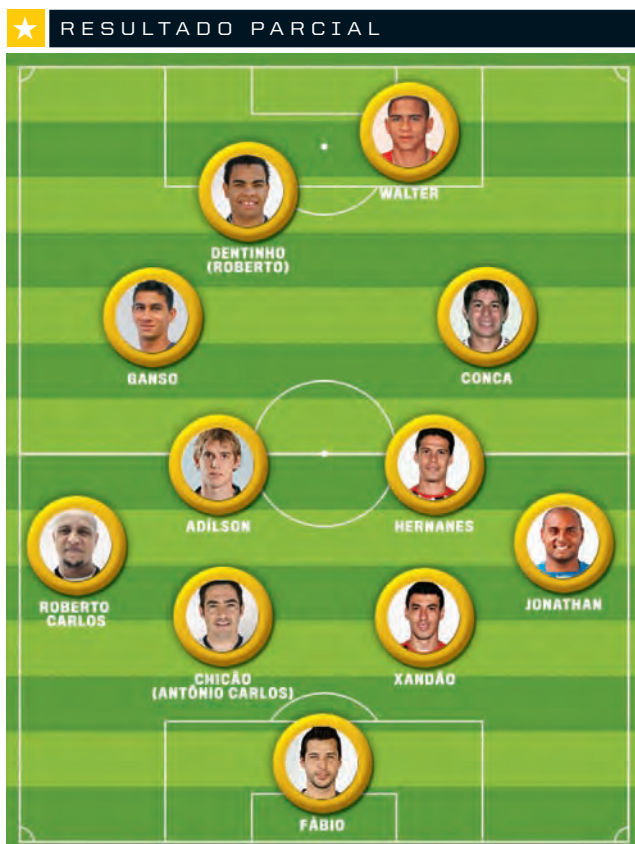 RESULTADO PARCIAL
WALTER
DENTINHO
(ROBERTO)
GANSO
CONCA
ADÍLSON
HERNANES
ROBERTO
CARLOS
JONATHAN
CHICÃO
(ANTÔNIO CARLOS)
XANDÃO
FÁBIO